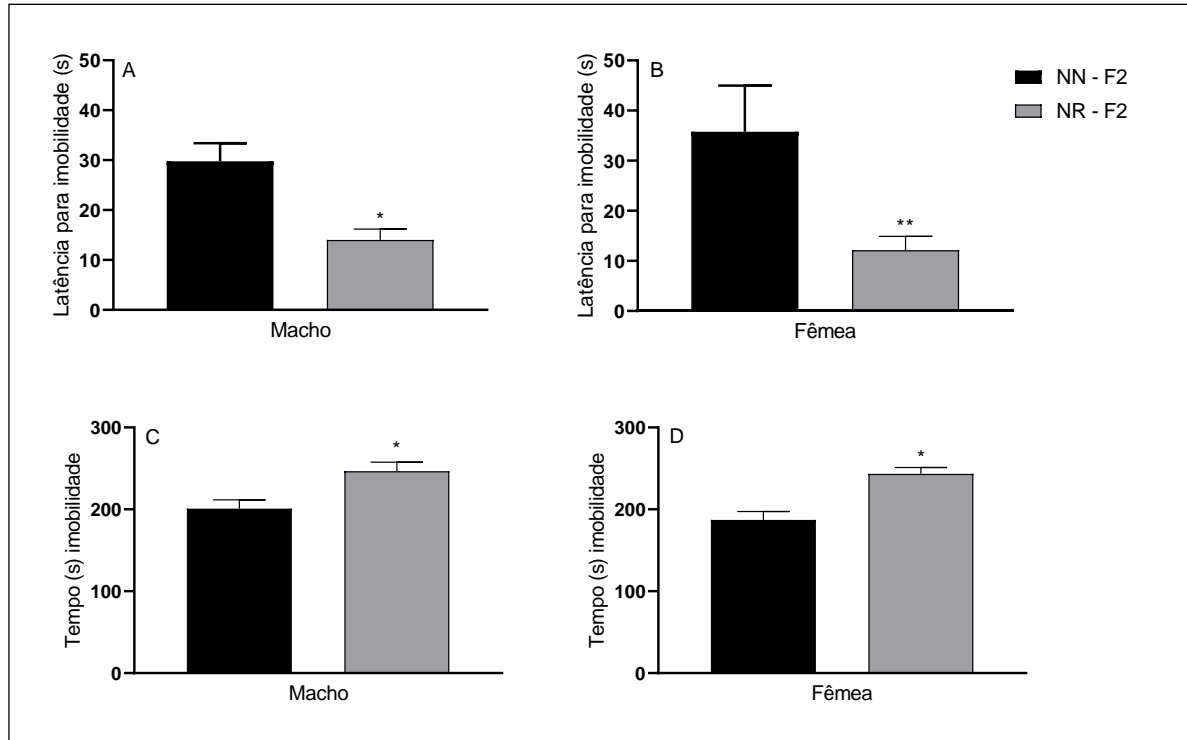 A
Latência para imobilidade (s)
50
40
30
20
10
0
*
Macho
B
Latência para imobilidade (s)
50
40
30
20
10
0
**
Fêmea
NN - F2
NR - F2
C
Tempo (s) imobilidade
300
200
100
0
*
Macho
D
Tempo (s) imobilidade
300
200
100
0
*
Fêmea